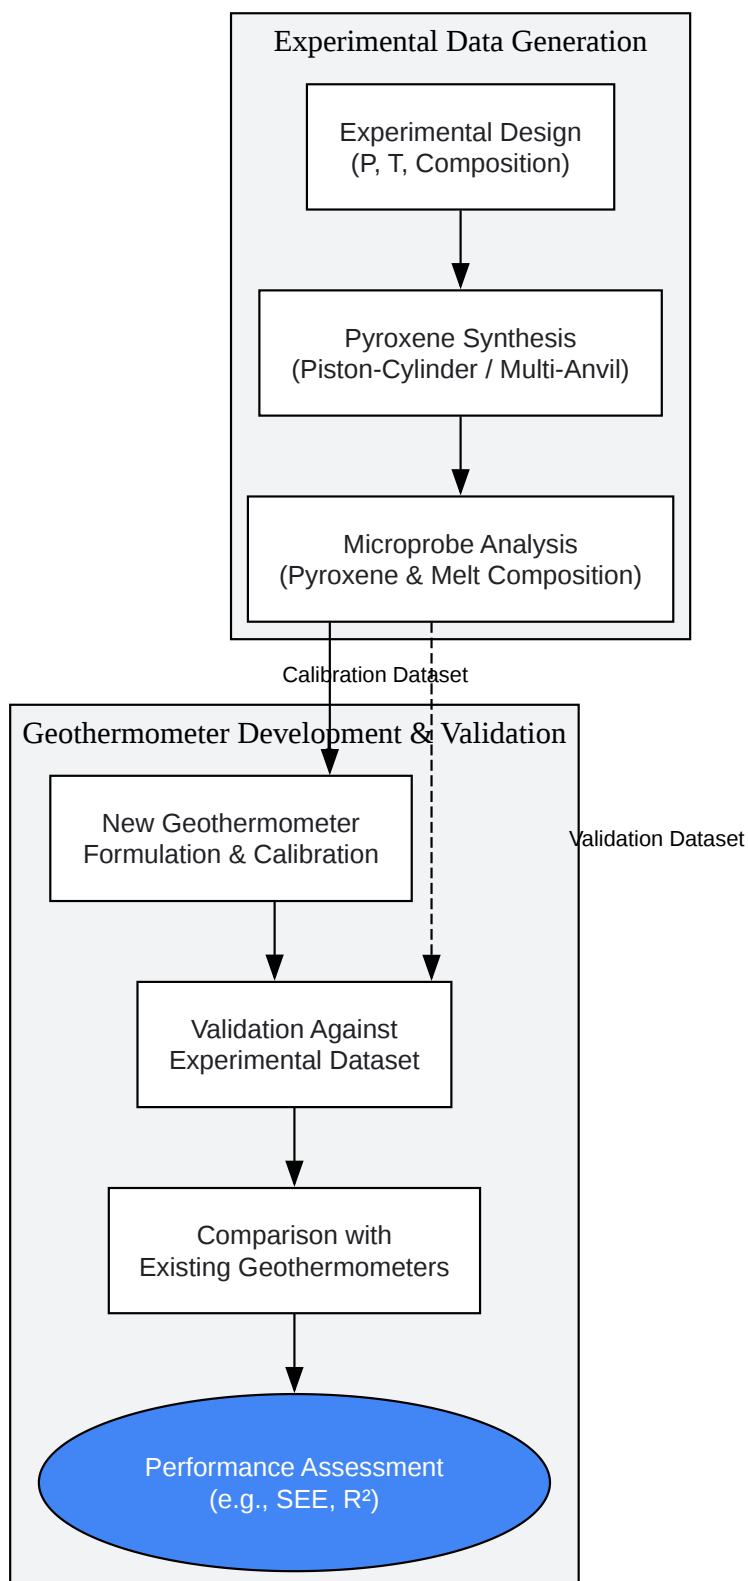 Experimental Data Generation
Experimental Design
(P, T, Composition)
Pyroxene Synthesis
(Piston-Cylinder / Multi-Anvil)
Microprobe Analysis
(Pyroxene & Melt Composition)
Calibration Dataset
Geothermometer Development & Validation
New Geothermometer
Formulation & Calibration
Validation Dataset
Validation Against
Experimental Dataset
Comparison with
Existing Geothermometers
Performance Assessment
(e.g., SEE, R²)